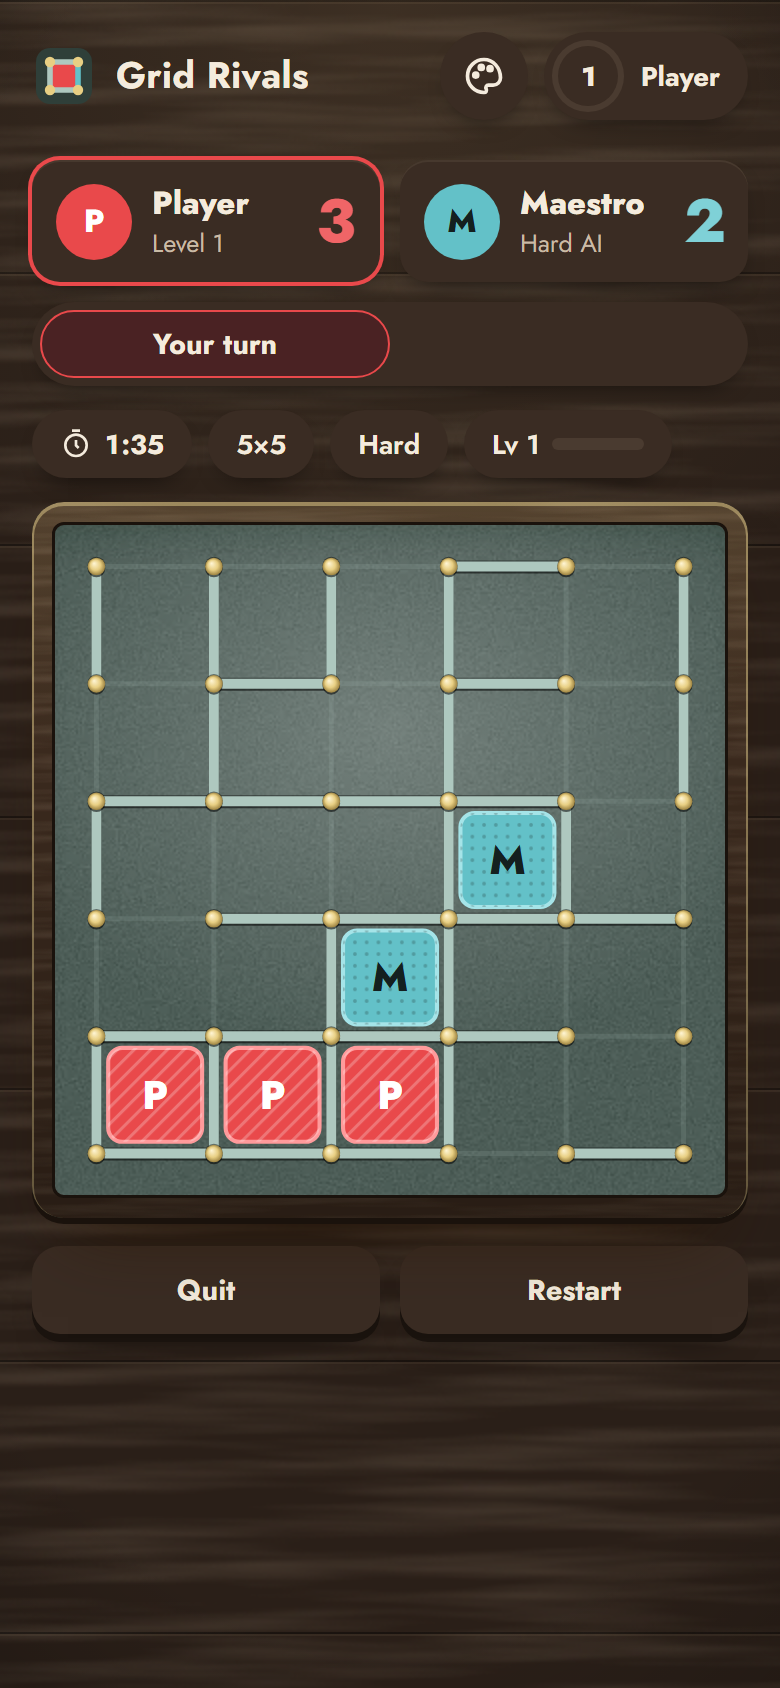 Grid Rivals
1 Player
P Player 3
Level 1
M Maestro 2
Hard AI
Your turn
1:35 5×5 Hard Lv 1
M
M
P P P
Quit Restart